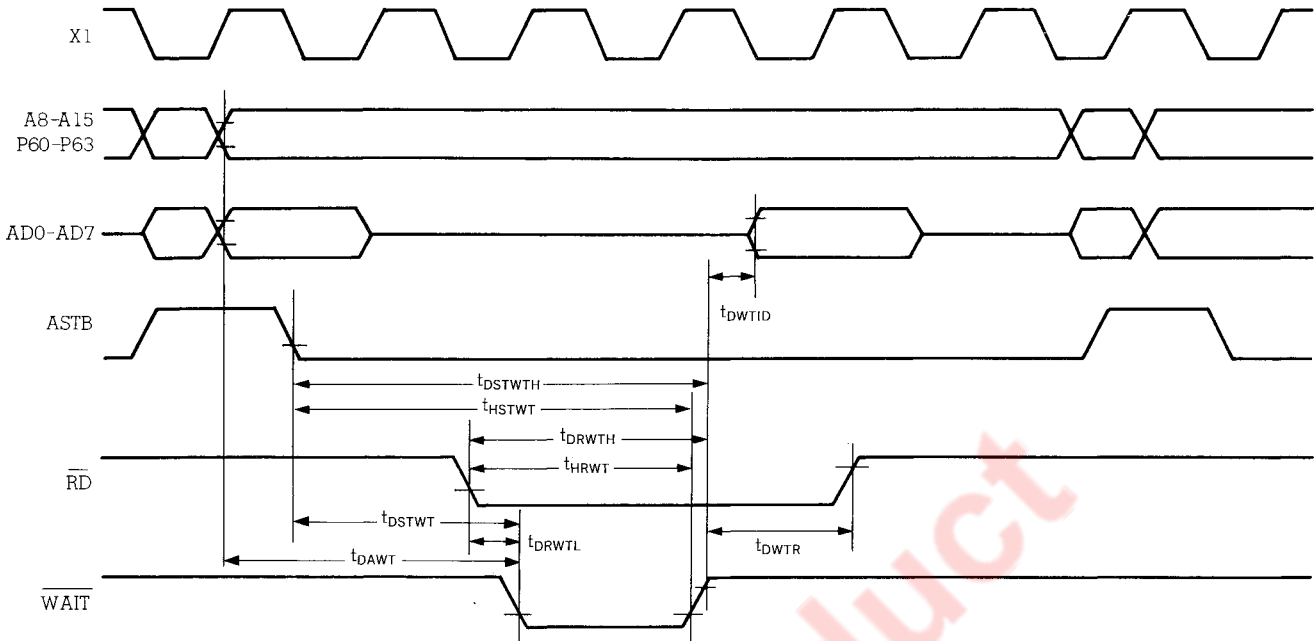 X1
A8-A15
P60-P63
AD0-AD7
tDWTID
ASTB
tDSTWTH
tHSTWT
tDRWTH
tHRWT
RD
tDSTWT
tDRWTL
tDWTR
tDAWT
WAIT
duct